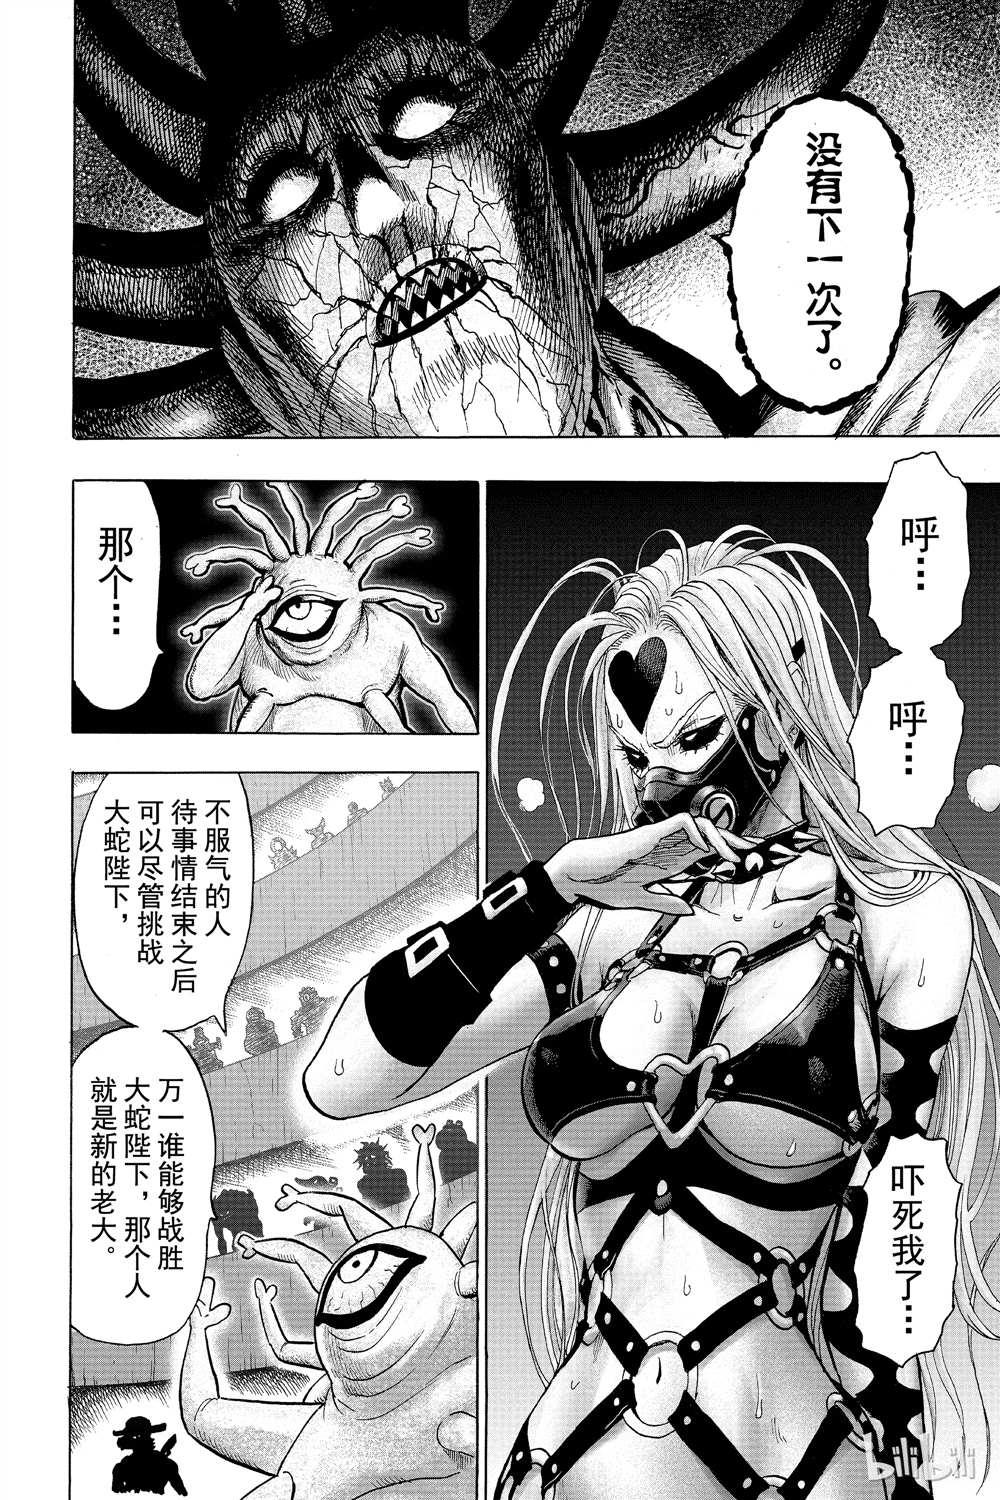 没有下一次了。
呼…
呼…
吓死我了…
那个…
不服气的人
待事情结束之后
可以尽管挑战
大蛇陛下,
万一谁能够战胜
大蛇陛下,那个人
就是新的老大。
bilibili